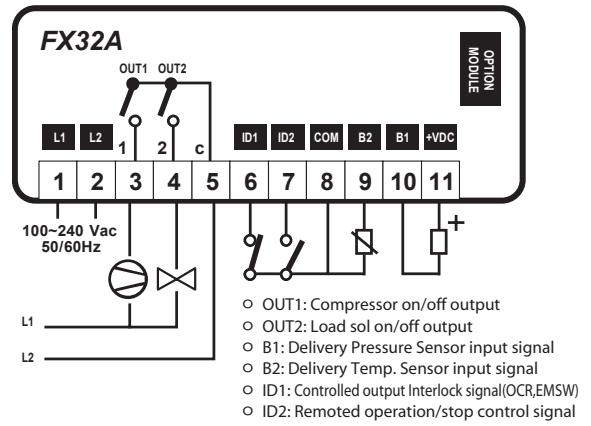 FX32A
OPTION
MODULE
OUT1 OUT2
L1 L2 1 2 c ID1 ID2 COM B2 B1 +VDC
1 2 3 4 5 6 7 8 9 10 11
100~240 Vac
50/60Hz
+
L1
L2
OUT1: Compressor on/off output
OUT2: Load sol on/off output
B1: Delivery Pressure Sensor input signal
B2: Delivery Temp. Sensor input signal
ID1: Controlled output Interlock signal(OCR,EMSW)
ID2: Remoted operation/stop control signal